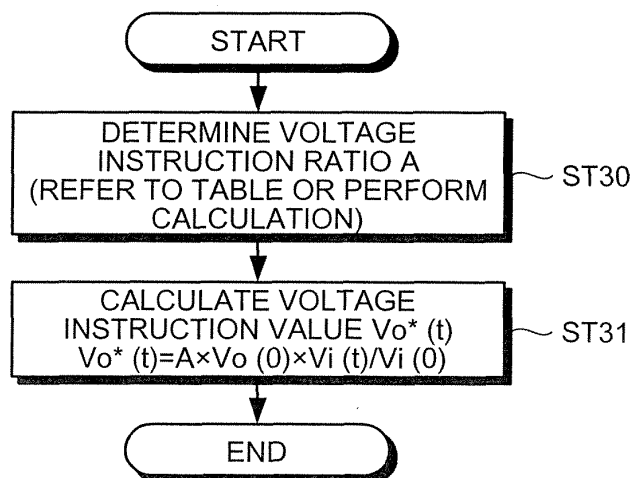 START
DETERMINE VOLTAGE
INSTRUCTION RATIO A
(REFER TO TABLE OR PERFORM
CALCULATION)
ST30
CALCULATE VOLTAGE
INSTRUCTION VALUE Vo* (t)
Vo* (t)=A×Vo (0)×Vi (t)/Vi (0)
ST31
END